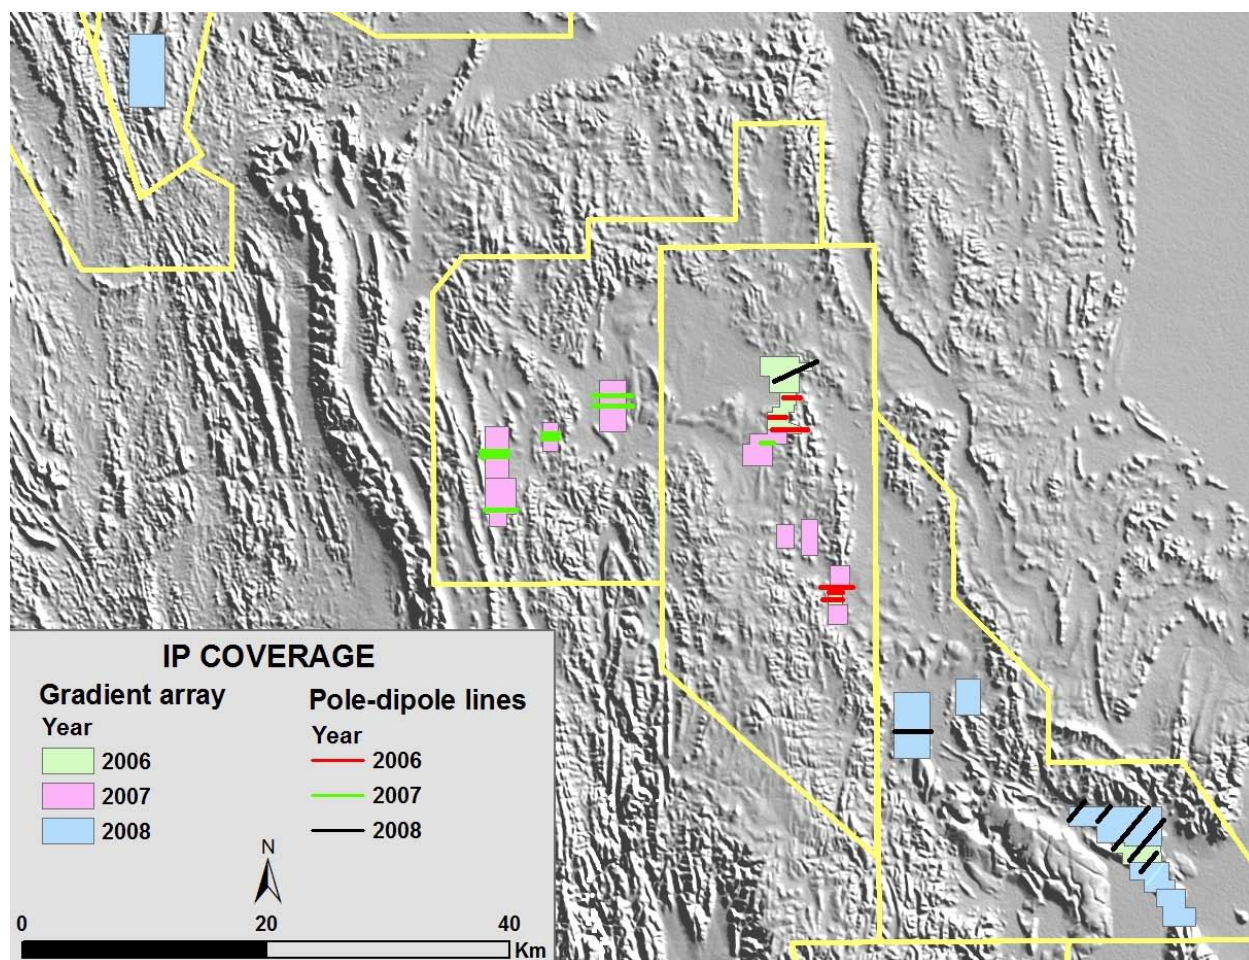 IP COVERAGE
Gradient array
Year
2006
2007
2008
Pole-dipole lines
Year
2006
2007
2008
N
0 20 40
Km